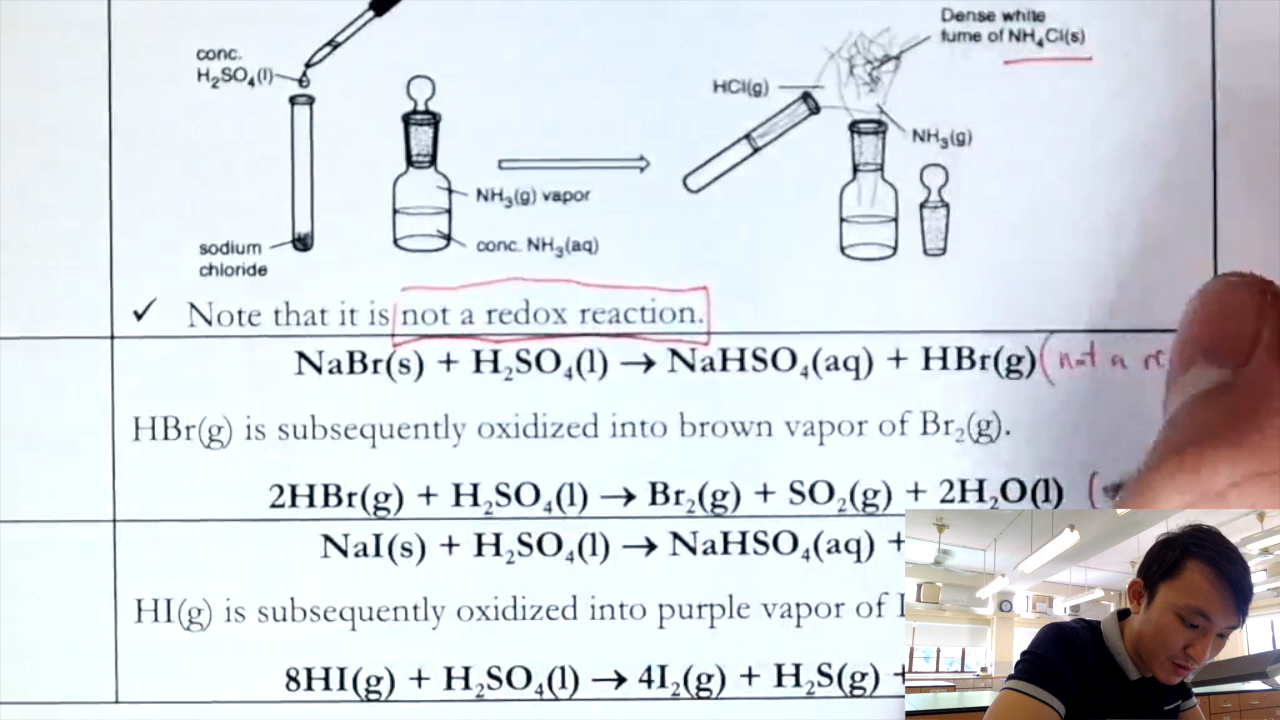 conc.
H₂SO₄(l)
sodium
chloride
NH₃(g) vapor
conc. NH₃(aq)
HCl(g)
Dense white
fume of NH₄Cl(s)
NH₃(g)
✓ Note that it is not a redox reaction.
NaBr(s) + H₂SO₄(l) → NaHSO₄(aq) + HBr(g) (not a
HBr(g) is subsequently oxidized into brown vapor of Br₂(g).
2HBr(g) + H₂SO₄(l) → Br₂(g) + SO₂(g) + 2H₂O(l) (
NaI(s) + H₂SO₄(l) → NaHSO₄(aq) +
HI(g) is subsequently oxidized into purple vapor of
8HI(g) + H₂SO₄(l) → 4I₂(g) + H₂S(g) +